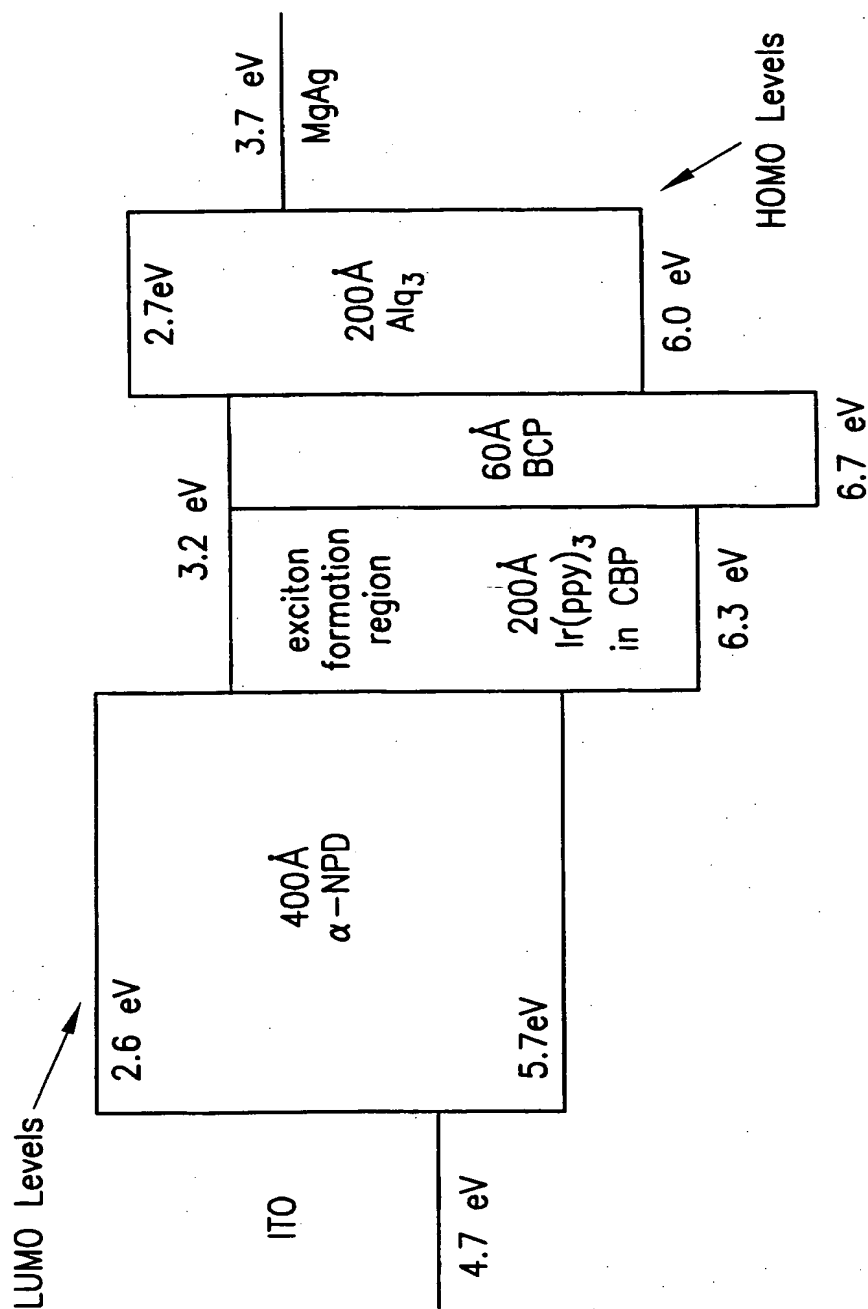 LUMO Levels
ITO
4.7 eV
2.6 eV
400Å
α-NPD
5.7eV
3.2 eV
exciton
formation
region
200Å
Ir(ppy)3
in CBP
6.3 eV
60Å
BCP
6.7 eV
2.7eV
200Å
Alq3
6.0 eV
3.7 eV
MgAg
HOMO Levels